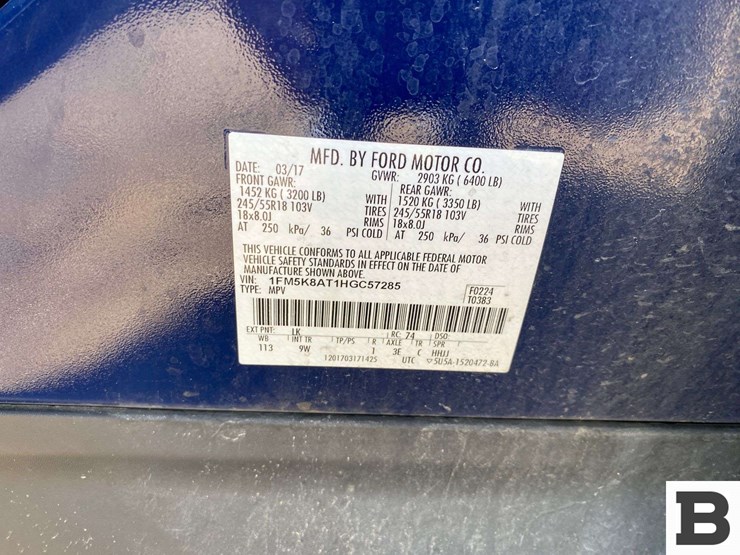 MFD. BY FORD MOTOR CO.
DATE: 03/17 GVWR: 2903 KG ( 6400 LB)
FRONT GAWR: REAR GAWR:
1452 KG ( 3200 LB) WITH 1520 KG ( 3350 LB) WITH
245/55R18 103V TIRES 245/55R18 103V TIRES
18x8.0J RIMS 18x8.0J RIMS
AT 250 kPa/ 36 PSI COLD AT 250 kPa/ 36 PSI COLD
THIS VEHICLE CONFORMS TO ALL APPLICABLE FEDERAL MOTOR
VEHICLE SAFETY STANDARDS IN EFFECT ON THE DATE OF
MANUFACTURE SHOWN ABOVE.
VIN: 1FM5K8AT1HGC57285 F0224
TYPE: MPV T0383
EXT PNT: LK RC: 74 DSO:
WB INT TR TP/PS R AXLE TR SPR
113 9W 1 3E C HHJJ
1201703171425 UTC 5U5A-1520472-BA
B